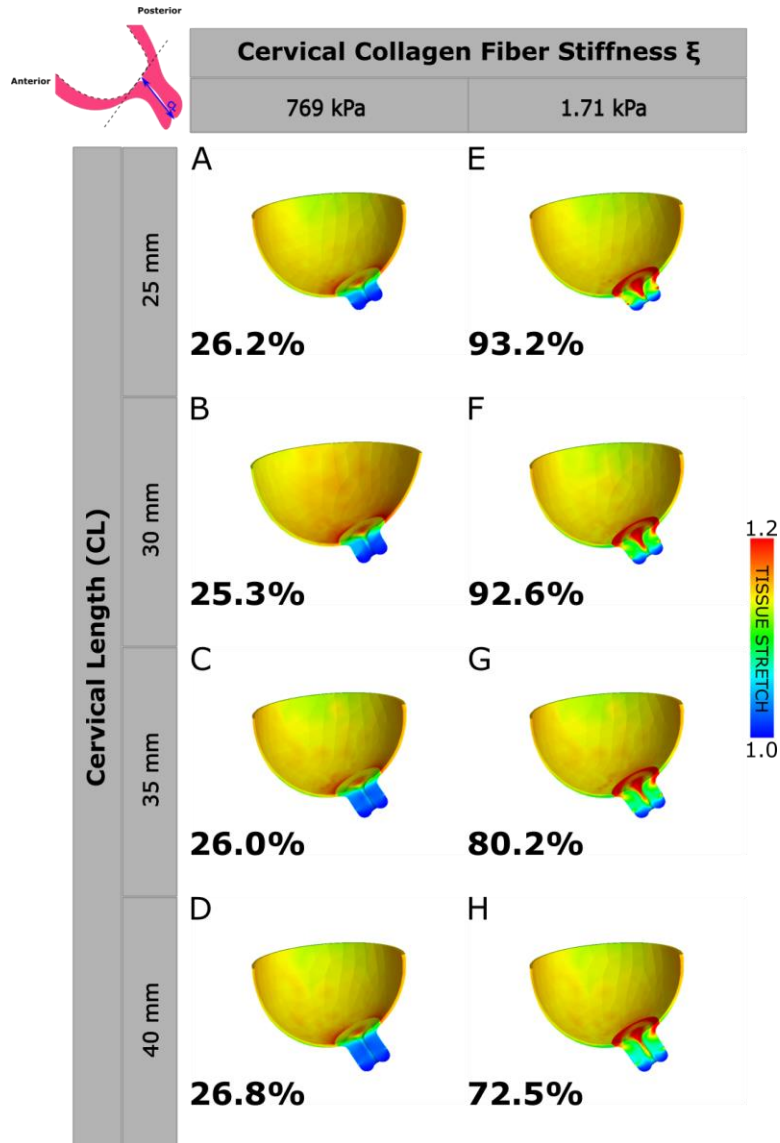 Posterior
Anterior
CL
Cervical Collagen Fiber Stiffness ξ
769 kPa
1.71 kPa
Cervical Length (CL)
25 mm
A
26.2%
E
93.2%
30 mm
B
25.3%
F
92.6%
35 mm
C
26.0%
G
80.2%
40 mm
D
26.8%
H
72.5%
1.2
TISSUE STRETCH
1.0